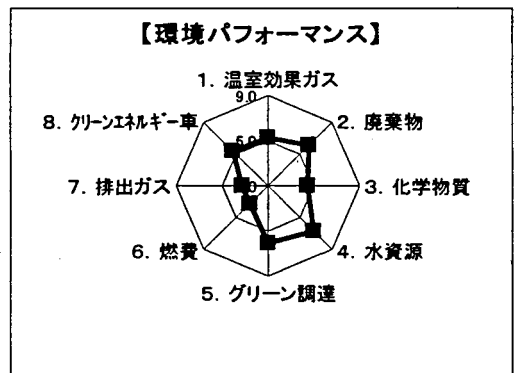 【環境パフォーマンス】
1. 温室効果ガス
9.0
8. クリーンエネルギー車
2. 廃棄物
5.0
7. 排出ガス
3. 化学物質
6. 燃費
4. 水資源
5. グリーン調達